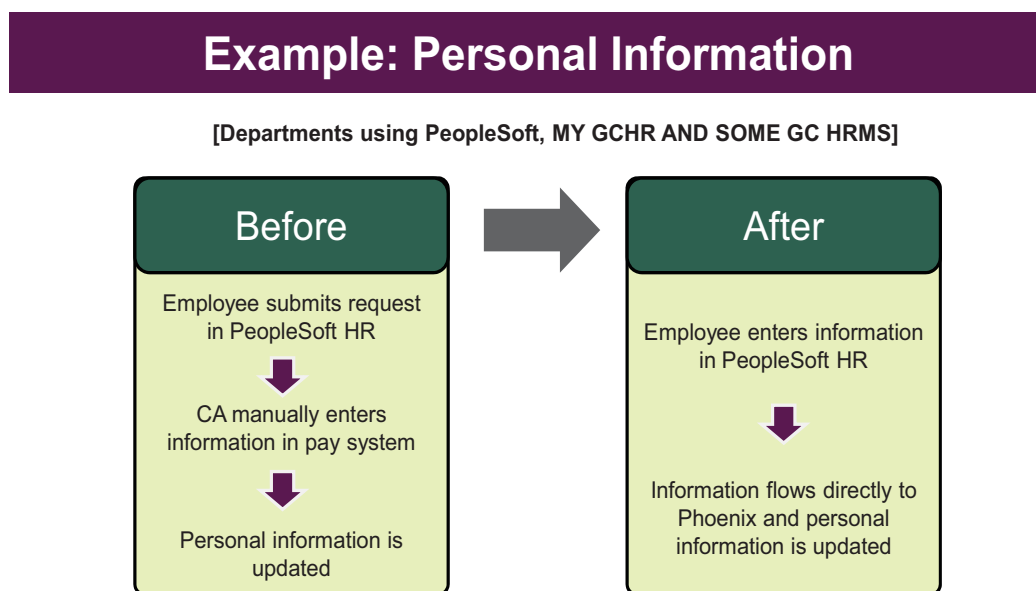 Example: Personal Information
[Departments using PeopleSoft, MY GCHR AND SOME GC HRMS]
Before
Employee submits request
in PeopleSoft HR
CA manually enters
information in pay system
Personal information is
updated
After
Employee enters information
in PeopleSoft HR
Information flows directly to
Phoenix and personal
information is updated